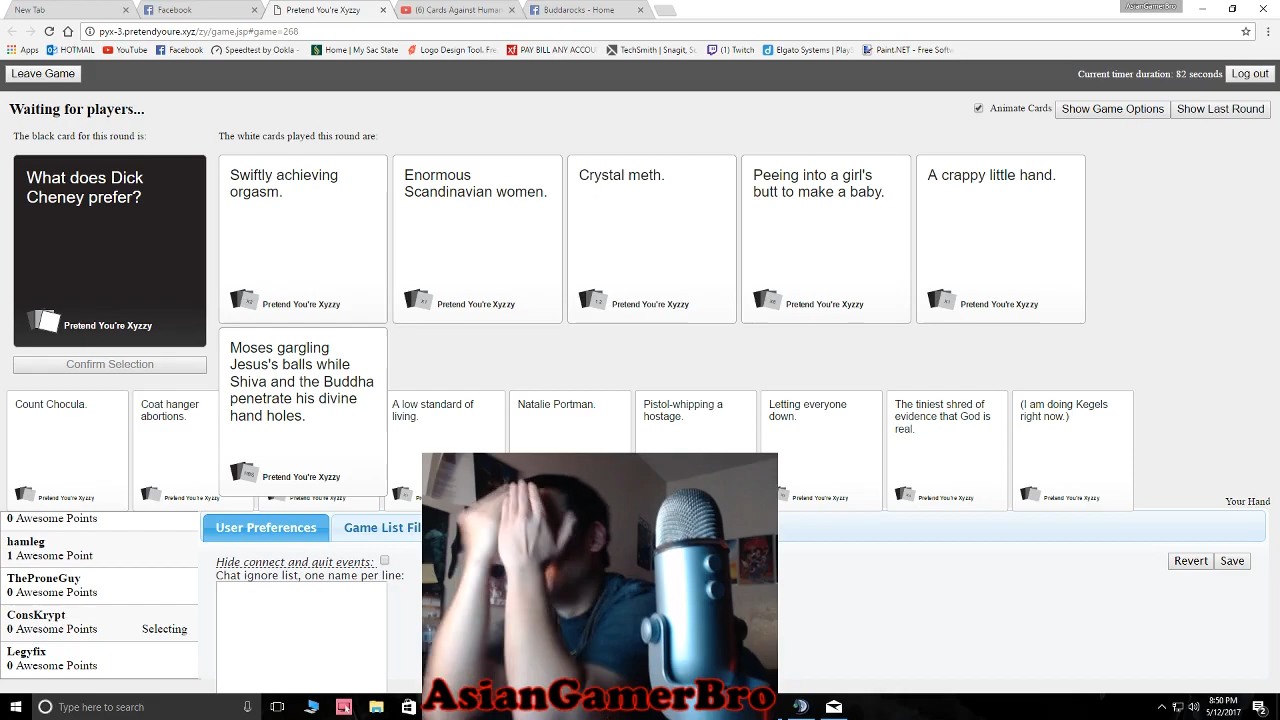 AsianGamerBro
New Tab
Facebook
Pretend You're Xyzzy
(6) Cards Against Human
Buddarocks - Home
pyx-3.pretendyoure.xyz/zy/game.jsp#game=268
Apps
HOTMAIL
YouTube
Facebook
Speedtest by Ookla -
Home | My Sac State
Logo Design Tool. Fre
PAY BILL ANY ACCOU
TechSmith | Snagit, S
(1) Twitch
Elgato Systems | Play
Paint.NET - Free Softw
Leave Game
Current timer duration: 82 seconds
Log out
Waiting for players...
Animate Cards
Show Game Options
Show Last Round
The black card for this round is:
The white cards played this round are:
What does Dick
Cheney prefer?
Pretend You're Xyzzy
Confirm Selection
Swiftly achieving
orgasm.
Pretend You're Xyzzy
Enormous
Scandinavian women.
Pretend You're Xyzzy
Crystal meth.
Pretend You're Xyzzy
Peeing into a girl's
butt to make a baby.
Pretend You're Xyzzy
A crappy little hand.
Pretend You're Xyzzy
Moses gargling
Jesus's balls while
Shiva and the Buddha
penetrate his divine
hand holes.
Pretend You're Xyzzy
Count Chocula.
Pretend You're Xyzzy
Coat hanger
abortions.
Pretend You're Xyzzy
A low standard of
living.
Natalie Portman.
Pistol-whipping a
hostage.
Letting everyone
down.
Pretend You're Xyzzy
The tiniest shred of
evidence that God is
real.
Pretend You're Xyzzy
(I am doing Kegels
right now.)
Pretend You're Xyzzy
Your Hand
0 Awesome Points
hamleg
1 Awesome Point
TheProneGuy
0 Awesome Points
ConsKrypt
0 Awesome Points
Selecting
Legyfix
0 Awesome Points
User Preferences
Game List Fil
Hide connect and quit events:
Chat ignore list, one name per line:
Revert
Save
AsianGamerBro
Type here to search
8:50 PM
5/12/2017